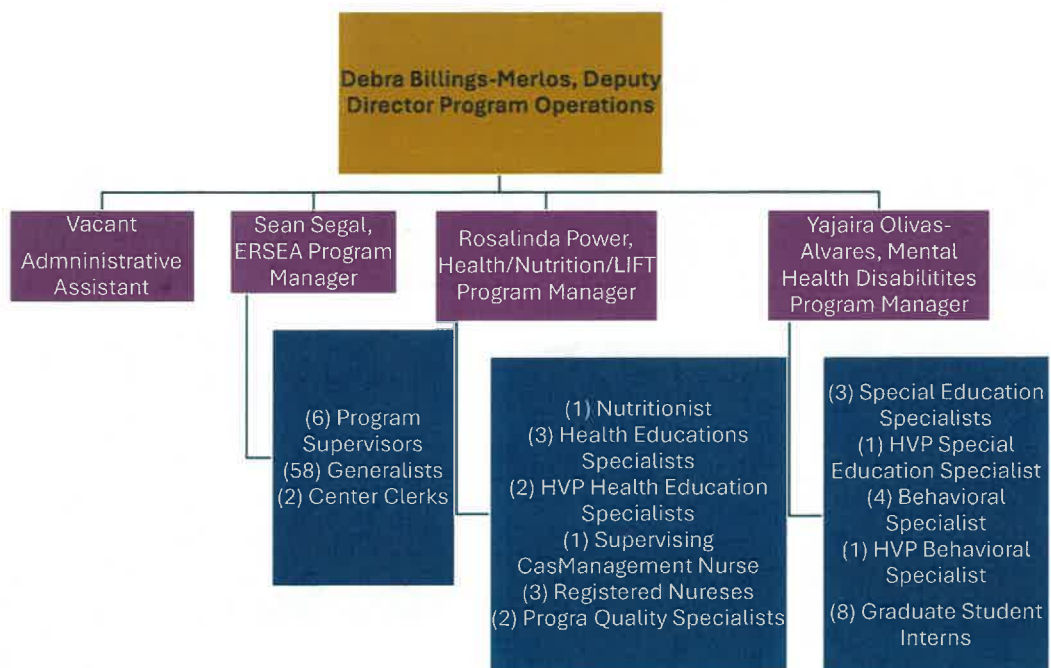 Debra Billings-Merlos, Deputy
Director Program Operations
Vacant
Admninistrative
Assistant
Sean Segal,
ERSEA Program
Manager
Rosalinda Power,
Health/Nutrition/LIFT
Program Manager
Yajaira Olivas-
Alvares, Mental
Health Disabilitites
Program Manager
(6) Program
Supervisors
(58) Generalists
(2) Center Clerks
(1) Nutritionist
(3) Health Educations
Specialists
(2) HVP Health Education
Specialists
(1) Supervising
CasManagement Nurse
(3) Registered Nureses
(2) Progra Quality Specialists
(3) Special Education
Specialists
(1) HVP Special
Education Specialist
(4) Behavioral
Specialist
(1) HVP Behavioral
Specialist
(8) Graduate Student
Interns